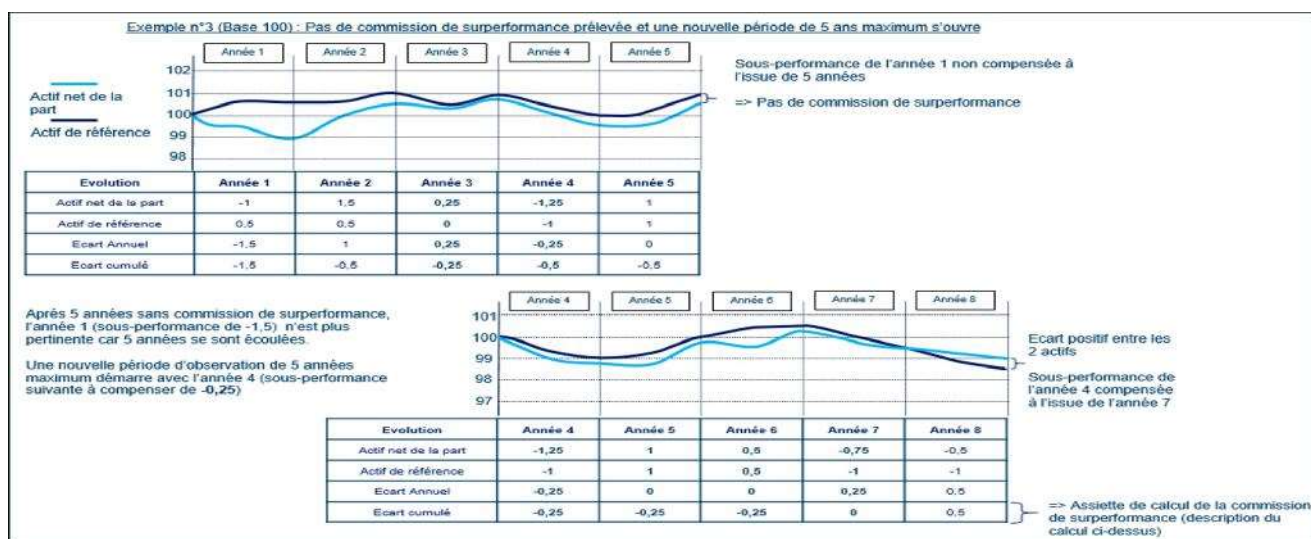 Exemple n°3 (Base 100) : Pas de commission de surperformance prélevée et une nouvelle période de 5 ans maximum s'ouvre
Année 1 Année 2 Année 3 Année 4 Année 5
102
101
100
99
98
Actif net de la
part
Actif de référence
Sous-performance de l'année 1 non compensée à
l'issue de 5 années
=> Pas de commission de surperformance
Evolution Année 1 Année 2 Année 3 Année 4 Année 5
Actif net de la part -1 1,5 0,25 -1,25 1
Actif de référence 0,5 0,5 0 -1 1
Ecart Annuel -1,5 1 0,25 -0,25 0
Ecart cumulé -1,5 -0,5 -0,25 -0,5 -0,5
Après 5 années sans commission de surperformance,
l'année 1 (sous-performance de -1,5) n'est plus
pertinente car 5 années se sont écoulées.
Une nouvelle période d'observation de 5 années
maximum démarre avec l'année 4 (sous-performance
suivante à compenser de -0,25)
Année 4 Année 5 Année 6 Année 7 Année 8
101
100
99
98
97
Ecart positif entre les
2 actifs
Sous-performance de
l'année 4 compensée
à l'issue de l'année 7
Evolution Année 4 Année 5 Année 6 Année 7 Année 8
Actif net de la part -1,25 1 0,5 -0,75 -0,5
Actif de référence -1 1 0,5 -1 -1
Ecart Annuel -0,25 0 0 0,25 0,5
Ecart cumulé -0,25 -0,25 -0,25 0 0,5
=> Assiette de calcul de la commission
de surperformance (description du
calcul ci-dessus)